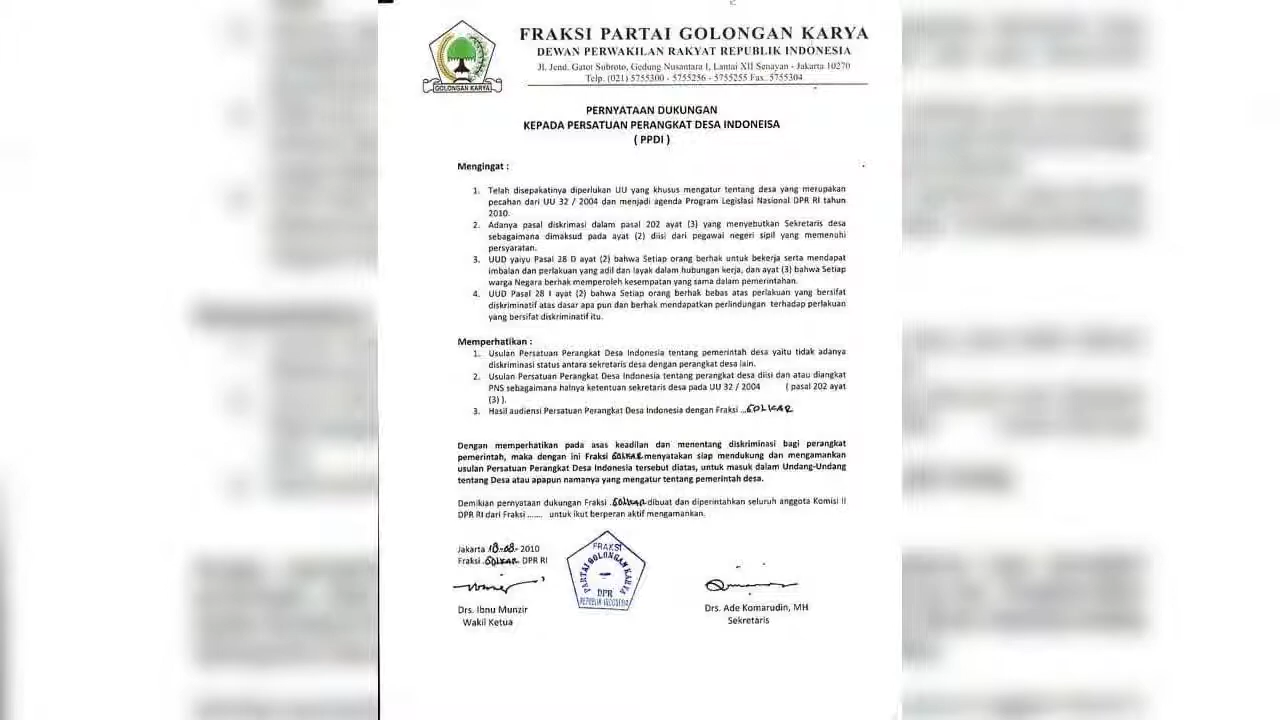 FRAKSI PARTAI GOLONGAN KARYA
DEWAN PERWAKILAN RAKYAT REPUBLIK INDONESIA
Jl. Jend. Gatot Subroto, Gedung Nusantara I, Lantai XII Senayan - Jakarta 10270
Telp. (021) 5755300 - 5755256 - 5755255 Fax. 5755304
GOLONGAN KARYA
PERNYATAAN DUKUNGAN
KEPADA PERSATUAN PERANGKAT DESA INDONEISA
( PPDI )
Mengingat :
1. Telah disepakatinya diperlukan UU yang khusus mengatur tentang desa yang merupakan
pecahan dari UU 32 / 2004 dan menjadi agenda Program Legislasi Nasional DPR RI tahun
2010.
2. Adanya pasal diskrimasi dalam pasal 202 ayat (3) yang menyebutkan Sekretaris desa
sebagaimana dimaksud pada ayat (2) diisi dari pegawai negeri sipil yang memenuhi
persyaratan.
3. UUD yaiyu Pasal 28 D ayat (2) bahwa Setiap orang berhak untuk bekerja serta mendapat
imbalan dan perlakuan yang adil dan layak dalam hubungan kerja, dan ayat (3) bahwa Setiap
warga Negara berhak memperoleh kesempatan yang sama dalam pemerintahan.
4. UUD Pasal 28 I ayat (2) bahwa Setiap orang berhak bebas atas perlakuan yang bersifat
diskriminatif atas dasar apa pun dan berhak mendapatkan perlindungan terhadap perlakuan
yang bersifat diskriminatif itu.
Memperhatikan :
1. Usulan Persatuan Perangkat Desa Indonesia tentang pemerintah desa yaitu tidak adanya
diskriminasi status antara sekretaris desa dengan perangkat desa lain.
2. Usulan Persatuan Perangkat Desa Indonesia tentang perangkat desa diisi dan atau diangkat
PNS sebagaimana halnya ketentuan sekretaris desa pada UU 32 / 2004 ( pasal 202 ayat
(3) ).
3. Hasil audiensi Persatuan Perangkat Desa Indonesia dengan Fraksi ...GOLKAR
Dengan memperhatikan pada asas keadilan dan menentang diskriminasi bagi perangkat
pemerintah, maka dengan ini Fraksi GOLKAR menyatakan siap mendukung dan mengamankan
usulan Persatuan Perangkat Desa Indonesia tersebut diatas, untuk masuk dalam Undang-Undang
tentang Desa atau apapun namanya yang mengatur tentang pemerintah desa.
Demikian pernyataan dukungan Fraksi .GOLKAR dibuat dan diperintahkan seluruh anggota Komisi II
DPR RI dari Fraksi ....... untuk ikut berperan aktif mengamankan.
Jakarta 18-08-2010
Fraksi GOLKAR DPR RI
FRAKSI
PARTAI GOLONGAN KARYA
DPR
REPUBLIK INDONESIA
Drs. Ibnu Munzir
Wakil Ketua
Drs. Ade Komarudin, MH
Sekretaris